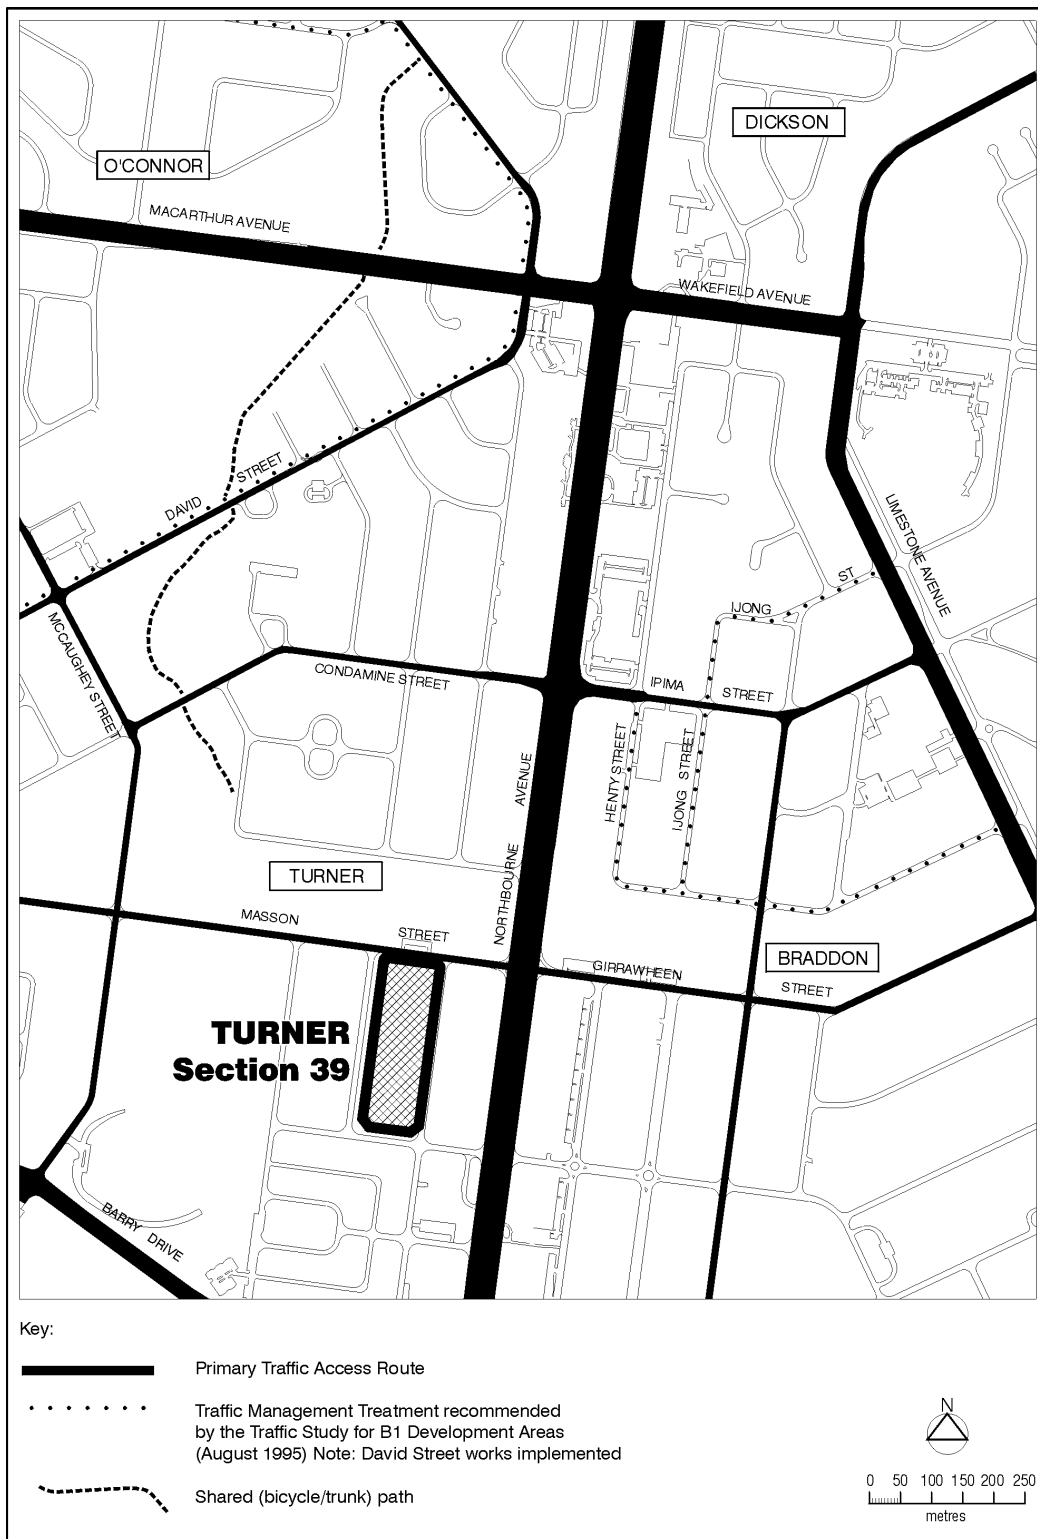 DICKSON
O'CONNOR
MACARTHUR AVENUE
WAKEFIELD AVENUE
DAVID STREET
LIMESTONE AVENUE
IJONG ST
MCCAUGHEY STREET
CONDAMINE STREET
IPIMA STREET
HENTY STREET
IJONG STREET
NORTHBOURNE AVENUE
TURNER
MASSON STREET
BRADDON
GIRRAWHEEN STREET
TURNER
Section 39
BARRY DRIVE
Key:
Primary Traffic Access Route
Traffic Management Treatment recommended
by the Traffic Study for B1 Development Areas
(August 1995) Note: David Street works implemented
Shared (bicycle/trunk) path
N
0 50 100 150 200 250
metres